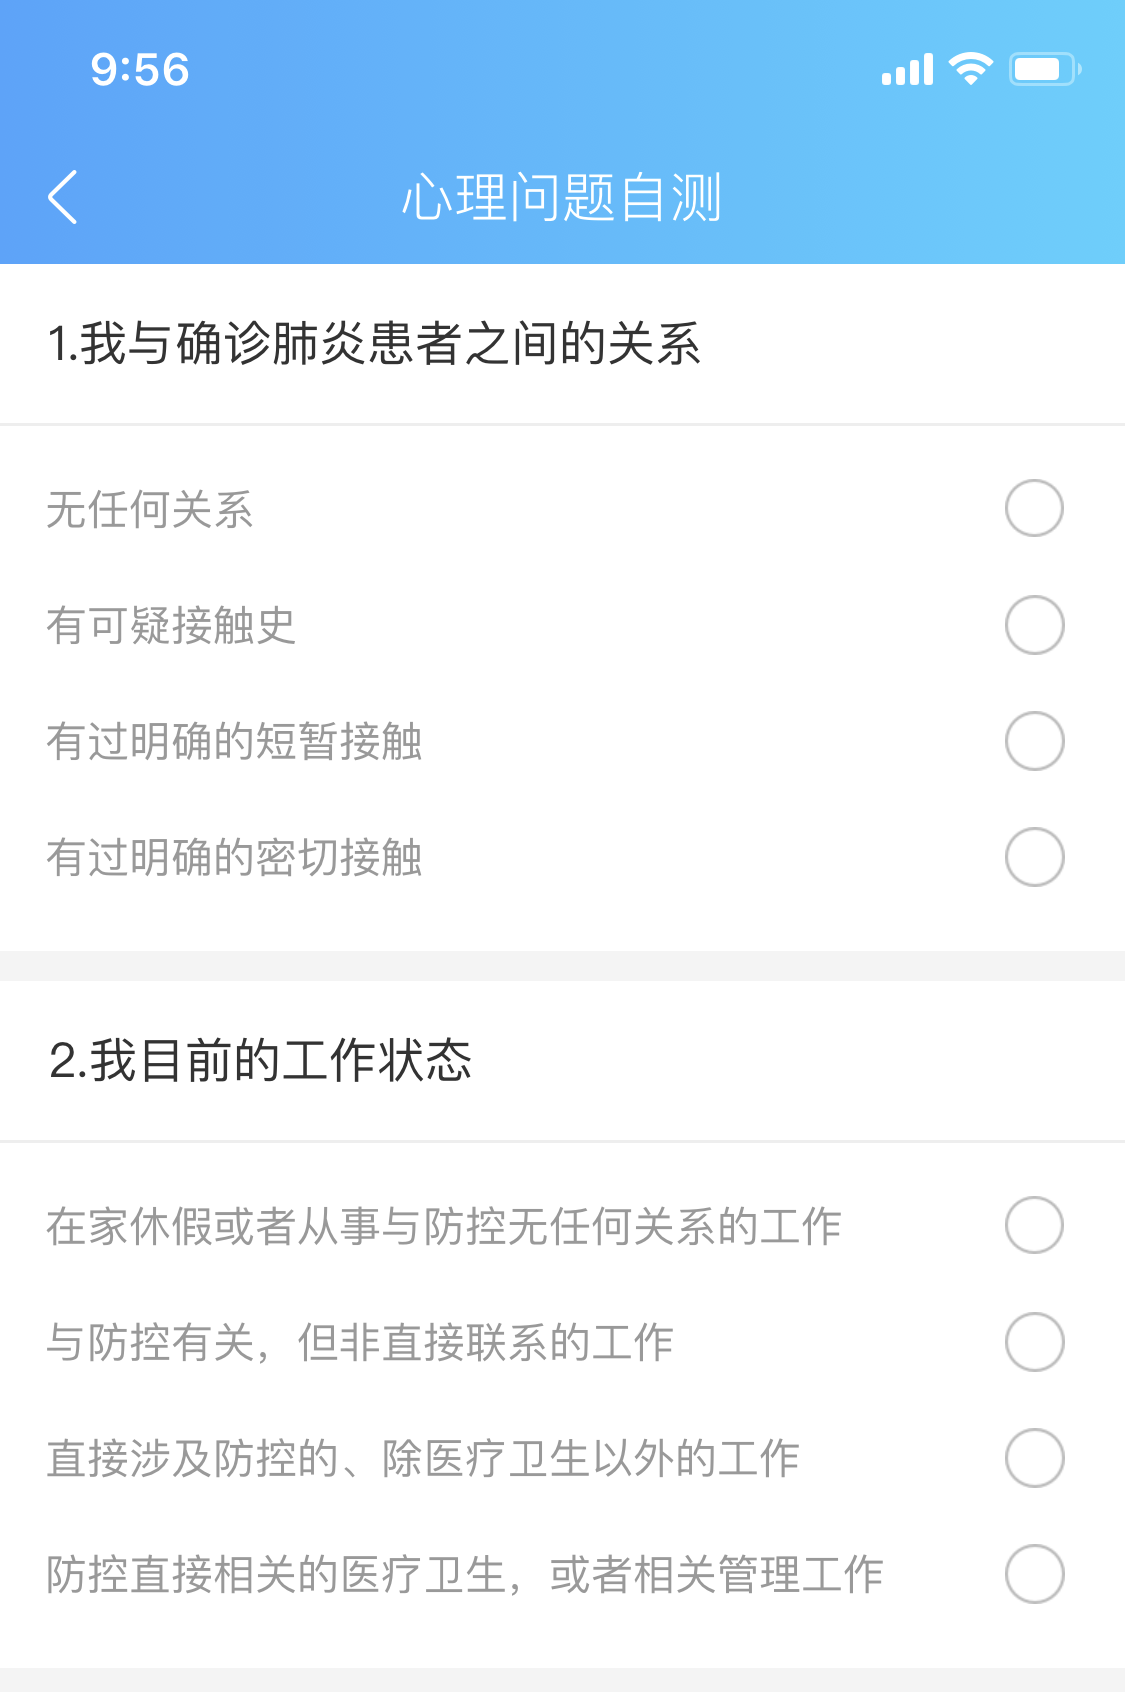 9:56
心理问题自测
1.我与确诊肺炎患者之间的关系
无任何关系
有可疑接触史
有过明确的短暂接触
有过明确的密切接触
2.我目前的工作状态
在家休假或者从事与防控无任何关系的工作
与防控有关，但非直接联系的工作
直接涉及防控的、除医疗卫生以外的工作
防控直接相关的医疗卫生，或者相关管理工作